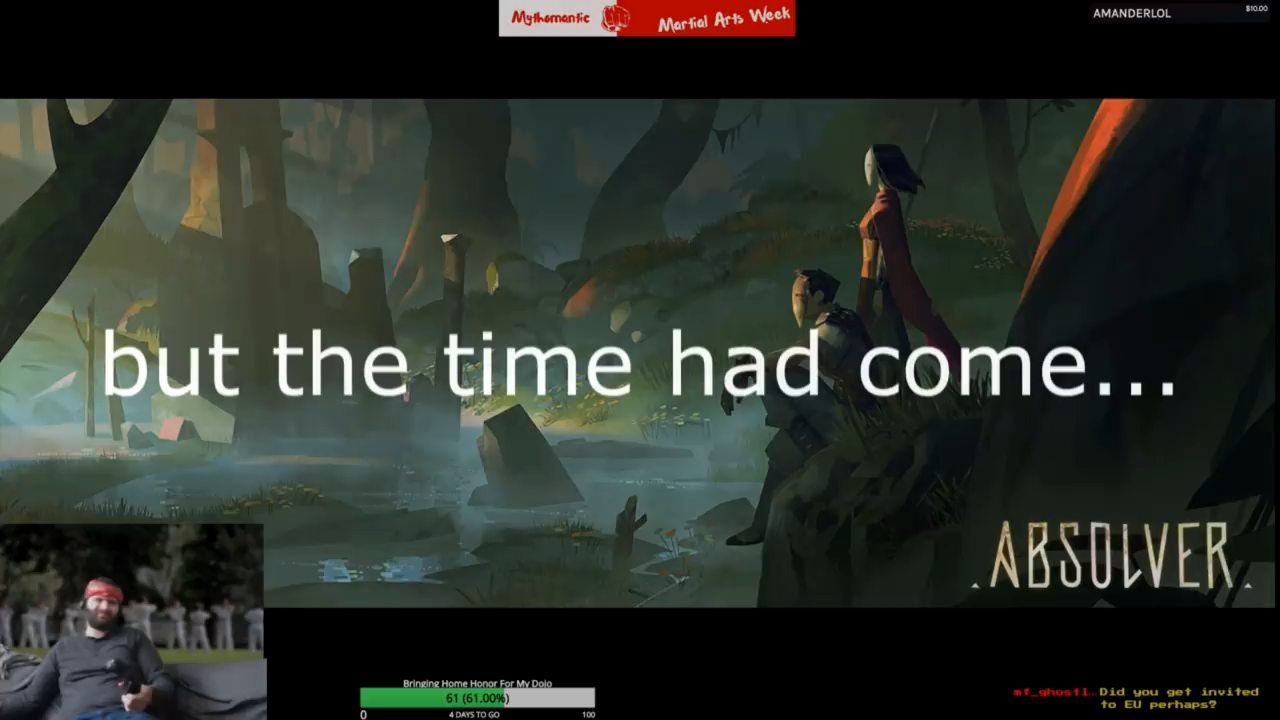 Mythomantic
Martial Arts Week
AMANDERLOL
$10.00
but the time had come...
.ABSOLVER.
Bringing Home Honor For My Dojo
61 (61.00%)
0
4 DAYS TO GO
100
mf_ghostl…Did you get invited
to EU perhaps?